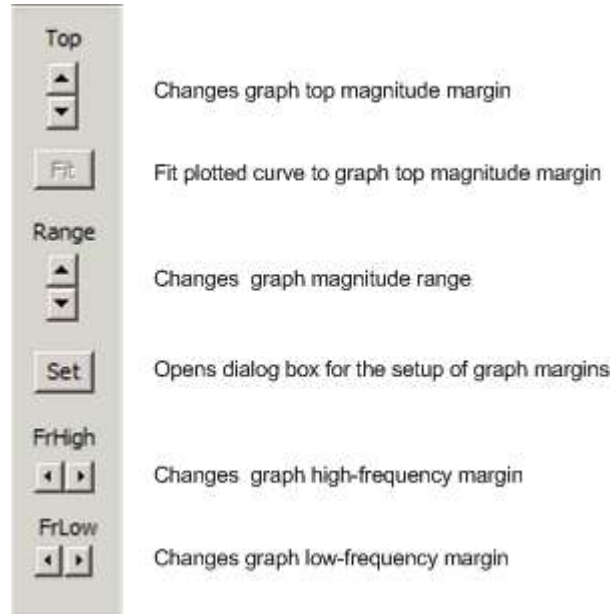 Top
Changes graph top magnitude margin
Fit
Fit plotted curve to graph top magnitude margin
Range
Changes graph magnitude range
Set
Opens dialog box for the setup of graph margins
FrHigh
Changes graph high-frequency margin
FrLow
Changes graph low-frequency margin